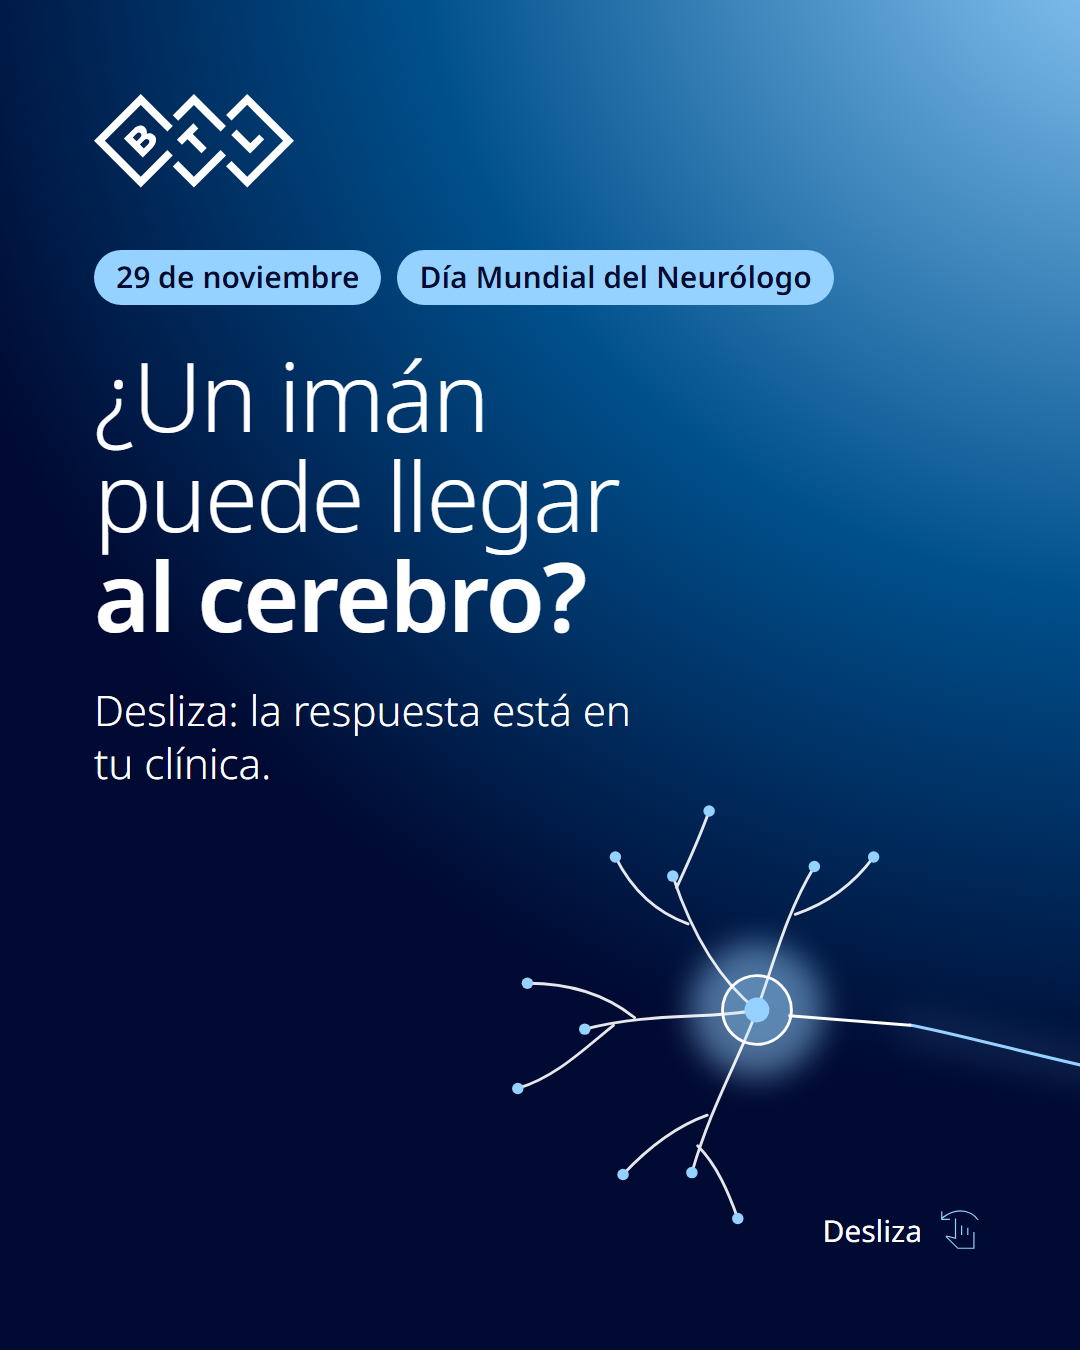 BTL
29 de noviembre
Día Mundial del Neurólogo
¿Un imán
puede llegar
al cerebro?
Desliza: la respuesta está en
tu clínica.
Desliza